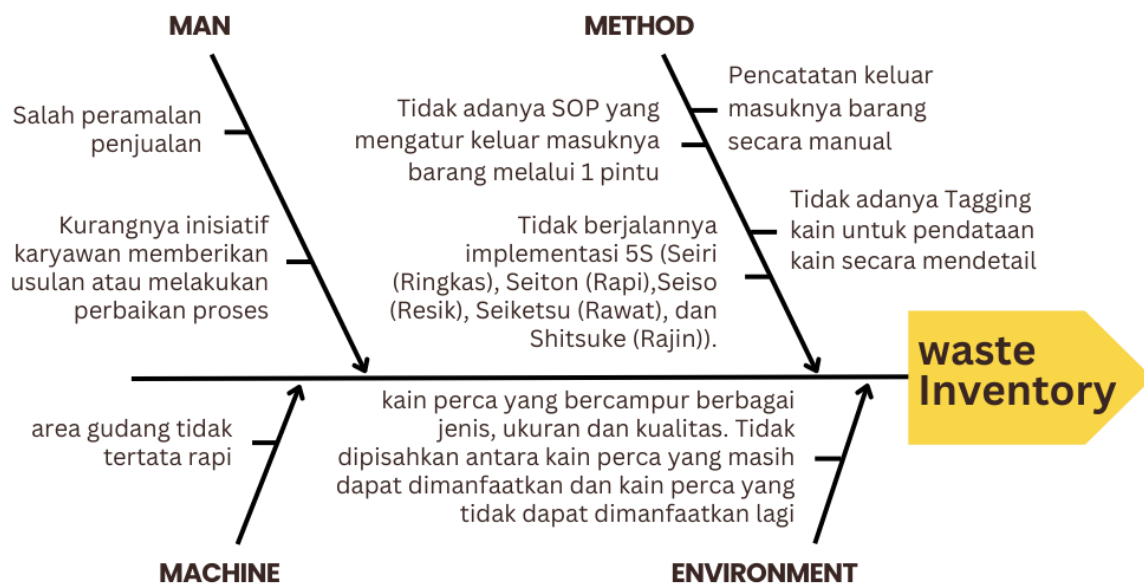 MAN
Salah peramalan
penjualan
Kurangnya inisiatif
karyawan memberikan
usulan atau melakukan
perbaikan proses
METHOD
Tidak adanya SOP yang
mengatur keluar masuknya
barang melalui 1 pintu
Tidak berjalannya
implementasi 5S (Seiri
(Ringkas), Seiton (Rapi),Seiso
(Resik), Seiketsu (Rawat), dan
Shitsuke (Rajin)).
Pencatatan keluar
masuknya barang
secara manual
Tidak adanya Tagging
kain untuk pendataan
kain secara mendetail
waste
Inventory
area gudang tidak
tertata rapi
MACHINE
kain perca yang bercampur berbagai
jenis, ukuran dan kualitas. Tidak
dipisahkan antara kain perca yang masih
dapat dimanfaatkan dan kain perca yang
tidak dapat dimanfaatkan lagi
ENVIRONMENT